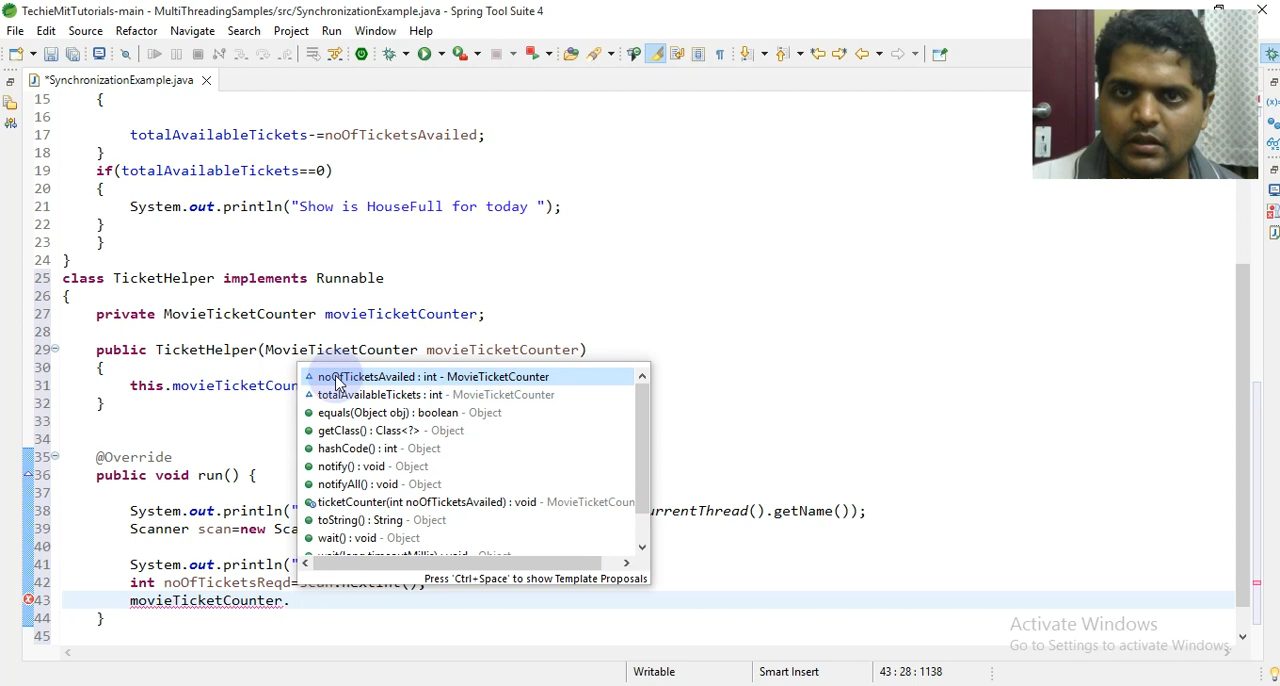 TechieMitTutorials-main - MultiThreadingSamples/src/SynchronizationExample.java - Spring Tool Suite 4
File Edit Source Refactor Navigate Search Project Run Window Help
*SynchronizationExample.java
15 {
16
17 totalAvailableTickets-=noOfTicketsAvailed;
18 }
19 if(totalAvailableTickets==0)
20 {
21 System.out.println("Show is HouseFull for today ");
22 }
23 }
24 }
25 class TicketHelper implements Runnable
26 {
27 private MovieTicketCounter movieTicketCounter;
28
29 public TicketHelper(MovieTicketCounter movieTicketCounter)
30 {
31 this.movieTicketCoun
32 }
33
34
35 @Override
36 public void run() {
37
38 System.out.println(" rrentThread().getName());
39 Scanner scan=new Sca
40
41 System.out.println("
42 int noOfTicketsReqd=scan.nextInt();
43 movieTicketCounter.
44 }
45
noOfTicketsAvailed : int - MovieTicketCounter
totalAvailableTickets : int - MovieTicketCounter
equals(Object obj) : boolean - Object
getClass() : Class<?> - Object
hashCode() : int - Object
notify() : void - Object
notifyAll() : void - Object
ticketCounter(int noOfTicketsAvailed) : void - MovieTicketCoun
toString() : String - Object
wait() : void - Object
Press 'Ctrl+Space' to show Template Proposals
Activate Windows
Go to Settings to activate Windows.
Writable Smart Insert 43 : 28 : 1138